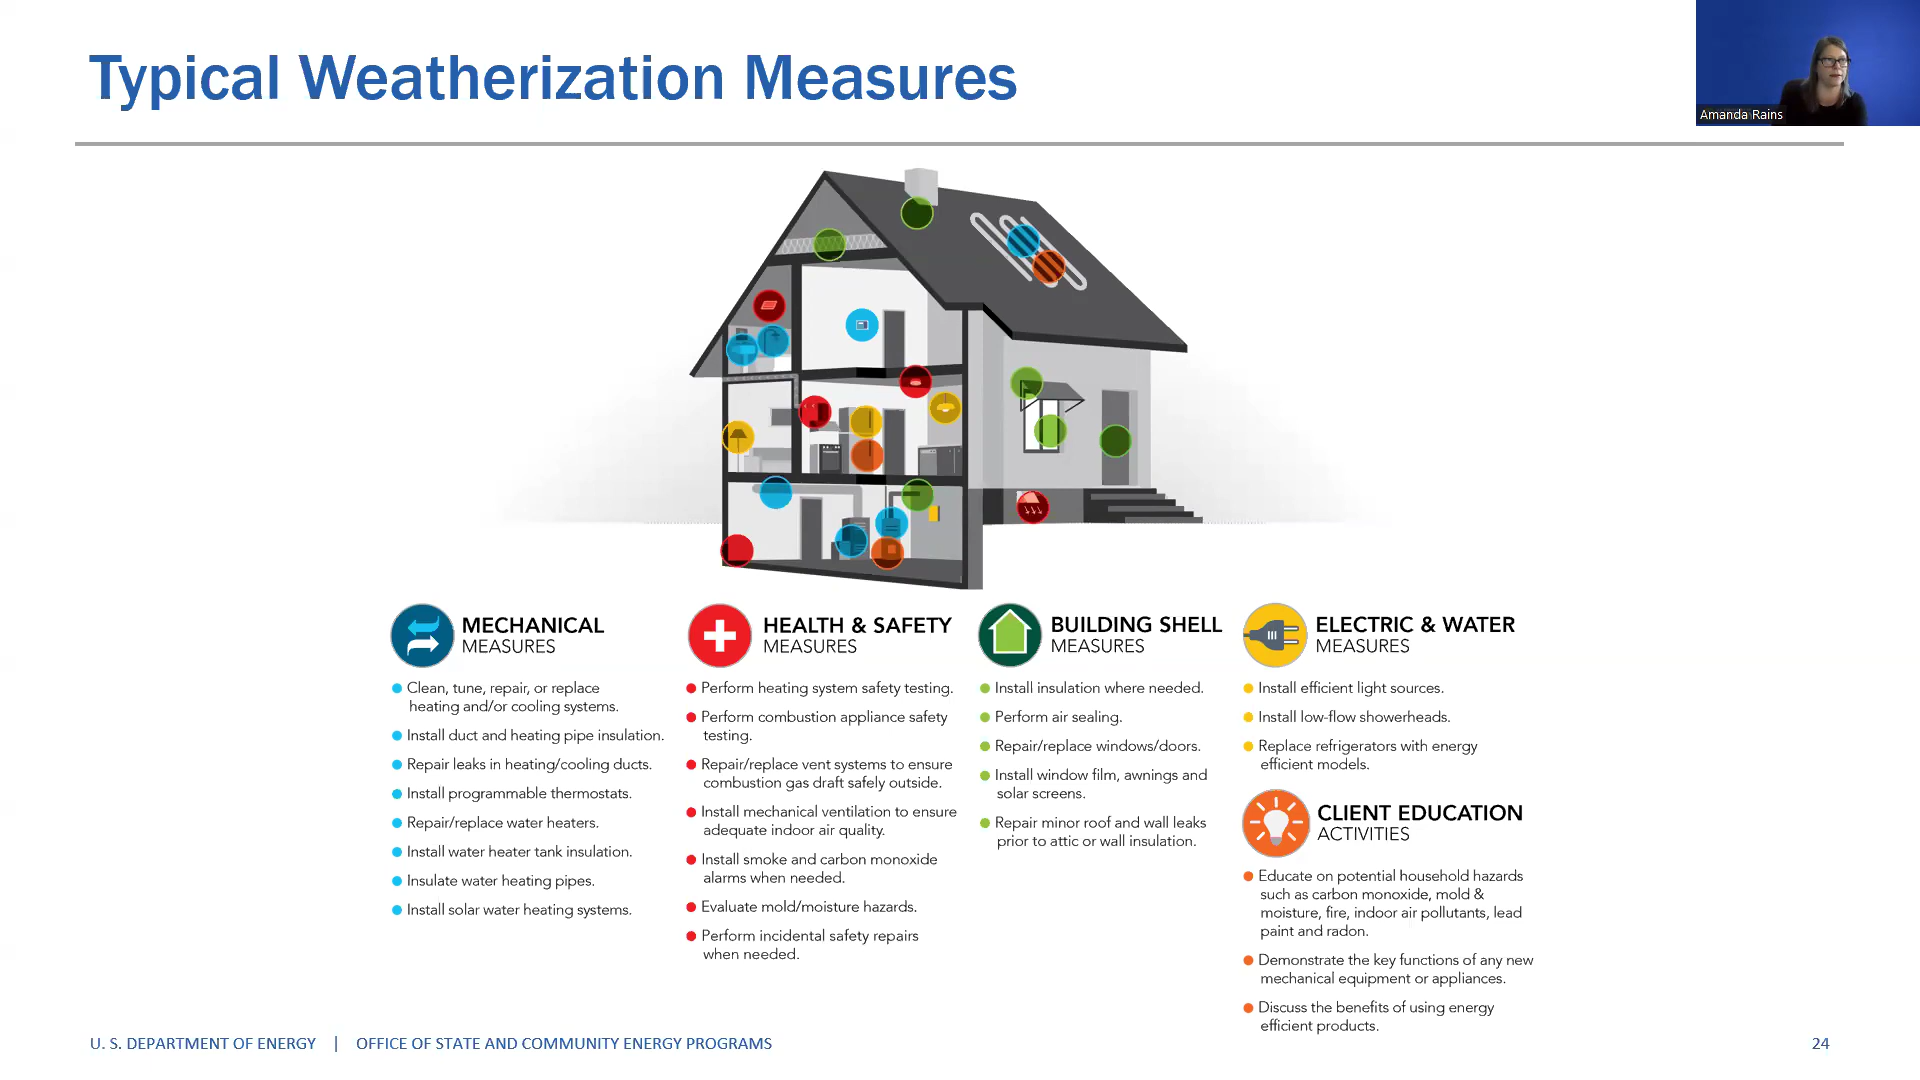 Typical Weatherization Measures
Amanda Rains
MECHANICAL
MEASURES
Clean, tune, repair, or replace
heating and/or cooling systems.
Install duct and heating pipe insulation.
Repair leaks in heating/cooling ducts.
Install programmable thermostats.
Repair/replace water heaters.
Install water heater tank insulation.
Insulate water heating pipes.
Install solar water heating systems.
HEALTH & SAFETY
MEASURES
Perform heating system safety testing.
Perform combustion appliance safety
testing.
Repair/replace vent systems to ensure
combustion gas draft safely outside.
Install mechanical ventilation to ensure
adequate indoor air quality.
Install smoke and carbon monoxide
alarms when needed.
Evaluate mold/moisture hazards.
Perform incidental safety repairs
when needed.
BUILDING SHELL
MEASURES
Install insulation where needed.
Perform air sealing.
Repair/replace windows/doors.
Install window film, awnings and
solar screens.
Repair minor roof and wall leaks
prior to attic or wall insulation.
ELECTRIC & WATER
MEASURES
Install efficient light sources.
Install low-flow showerheads.
Replace refrigerators with energy
efficient models.
CLIENT EDUCATION
ACTIVITIES
Educate on potential household hazards
such as carbon monoxide, mold &
moisture, fire, indoor air pollutants, lead
paint and radon.
Demonstrate the key functions of any new
mechanical equipment or appliances.
Discuss the benefits of using energy
efficient products.
U. S. DEPARTMENT OF ENERGY | OFFICE OF STATE AND COMMUNITY ENERGY PROGRAMS
24